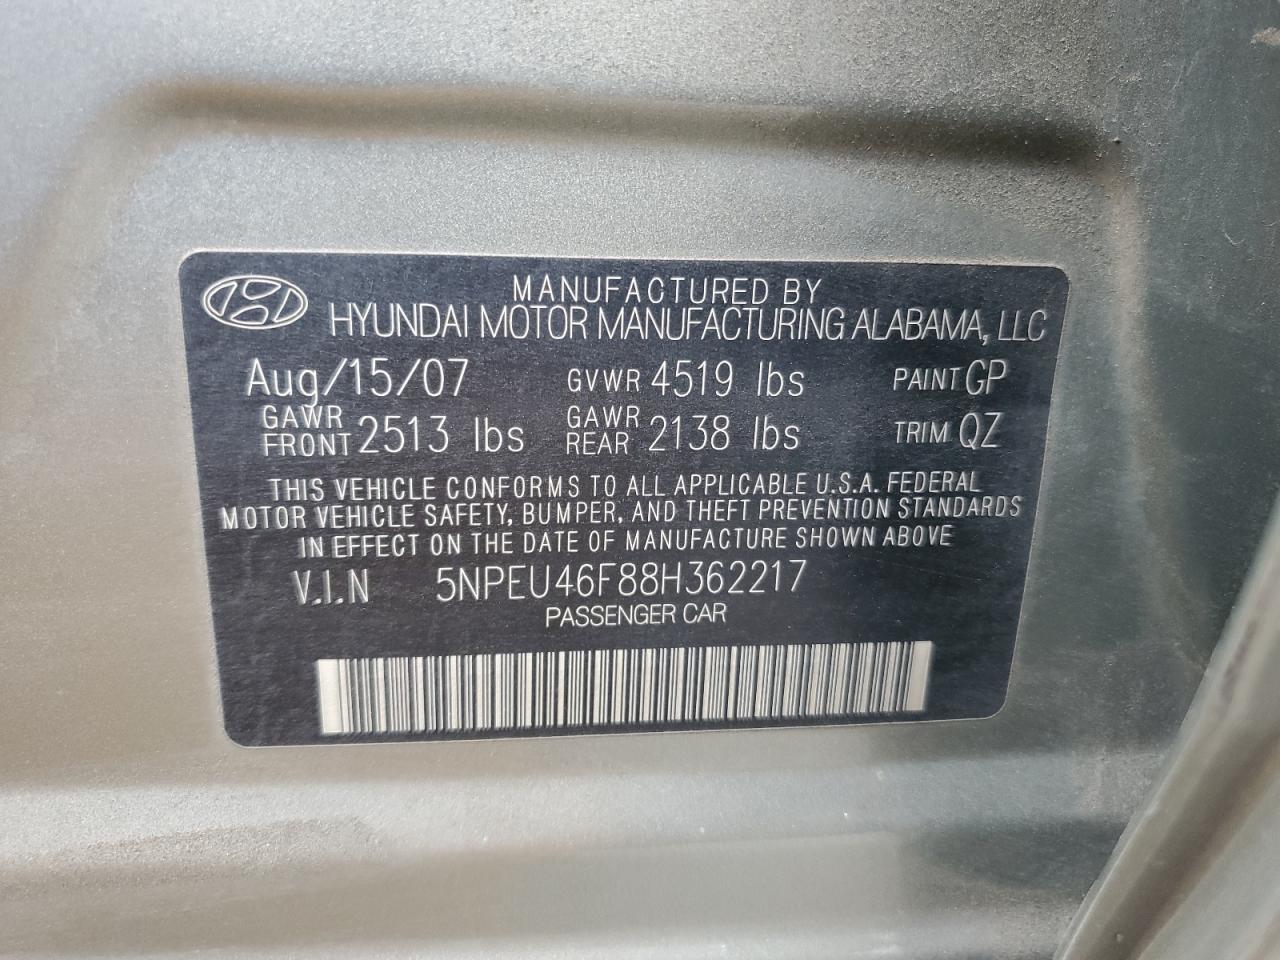 MANUFACTURED BY
HYUNDAI MOTOR MANUFACTURING ALABAMA, LLC
Aug/15/07 GVWR 4519 lbs PAINT GP
GAWR FRONT 2513 lbs GAWR REAR 2138 lbs TRIM QZ
THIS VEHICLE CONFORMS TO ALL APPLICABLE U.S.A. FEDERAL
MOTOR VEHICLE SAFETY, BUMPER, AND THEFT PREVENTION STANDARDS
IN EFFECT ON THE DATE OF MANUFACTURE SHOWN ABOVE
V.I.N 5NPEU46F88H362217
PASSENGER CAR